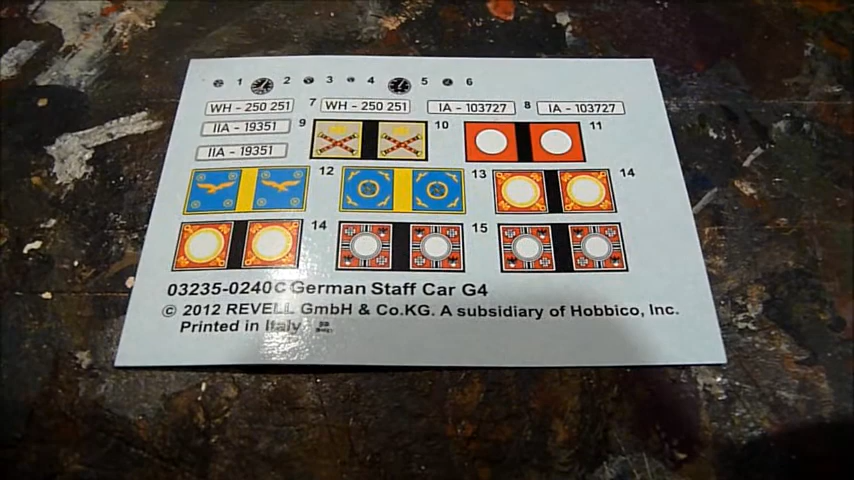 1 2 3 4 5 6
WH - 250 251 7 WH - 250 251 IA - 103727 8 IA - 103727
IIA - 19351 9 10 11
IIA - 19351
12 13 14
14 15
03235-0240C German Staff Car G4
© 2012 REVELL GmbH & Co.KG. A subsidiary of Hobbico, Inc.
Printed in Italy